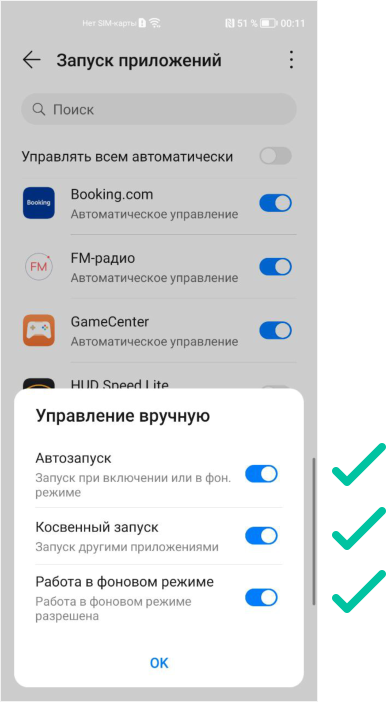 Нет SIM-карты 51 % 00:11
Запуск приложений
Поиск
Управлять всем автоматически
Booking
Booking.com
Автоматическое управление
FM
FM-радио
Автоматическое управление
GameCenter
Автоматическое управление
HUD Speed Lite
Управление вручную
Автозапуск
Запуск при включении или в фон.
режиме
Косвенный запуск
Запуск другими приложениями
Работа в фоновом режиме
Работа в фоновом режиме
разрешена
OK